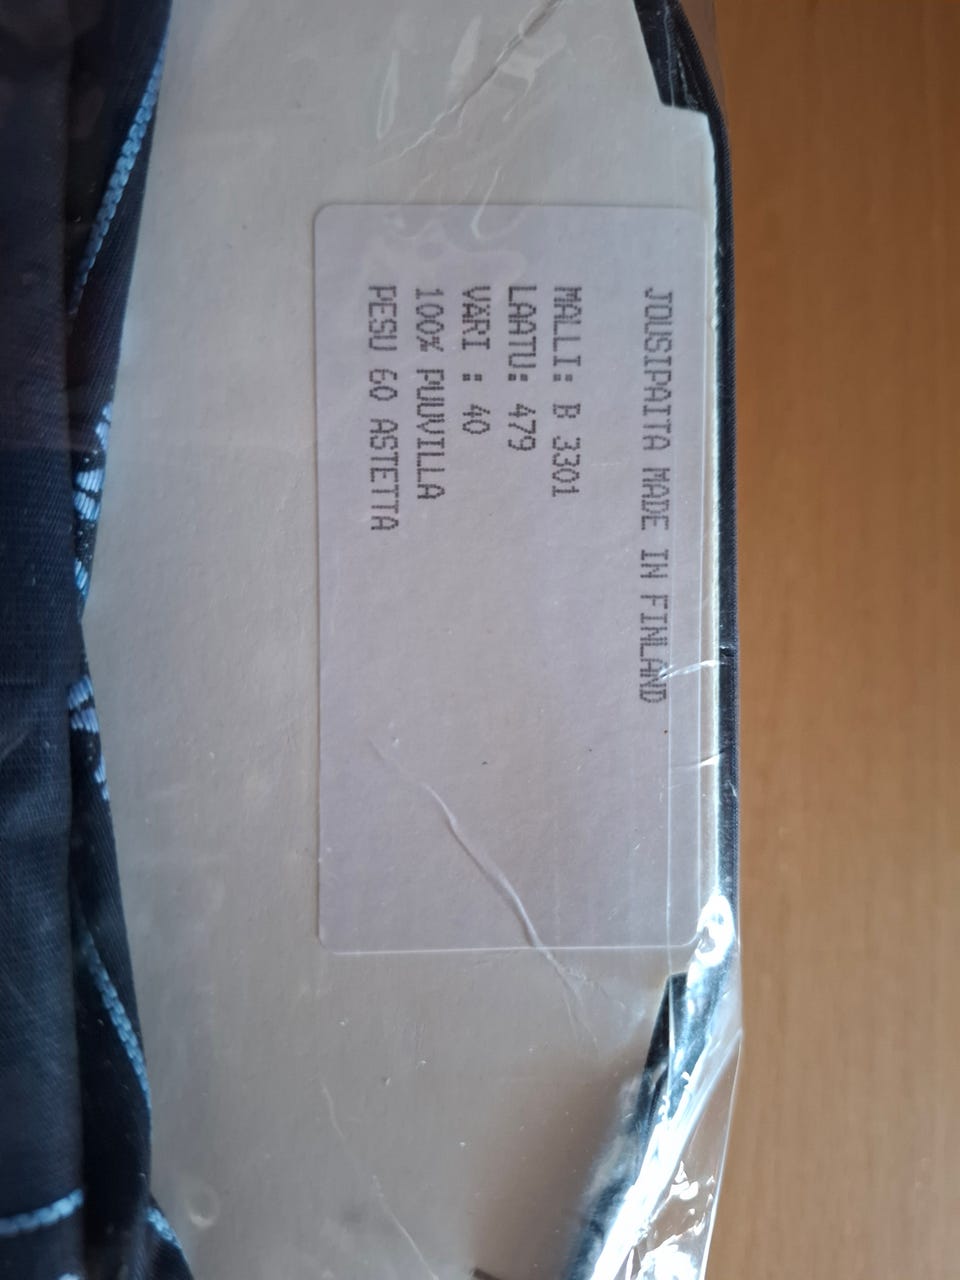 JOUSIPAITA MADE IN FINLAND
MALLI: B 3301
LAATU: 479
VÄRI : 40
100% PUUVILLA
PESU 60 ASTETTA